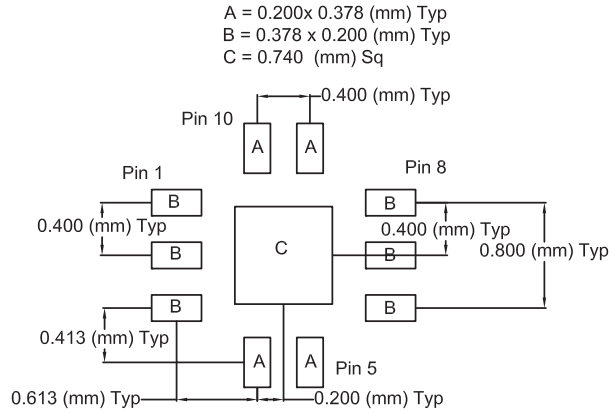 A = 0.200x 0.378 (mm) Typ
B = 0.378 x 0.200 (mm) Typ
C = 0.740 (mm) Sq
0.400 (mm) Typ
Pin 10
A
A
Pin 1
Pin 8
B
B
0.400 (mm) Typ
0.400 (mm) Typ
0.800 (mm) Typ
B
C
B
B
B
0.413 (mm) Typ
A
A
Pin 5
0.613 (mm) Typ
0.200 (mm) Typ